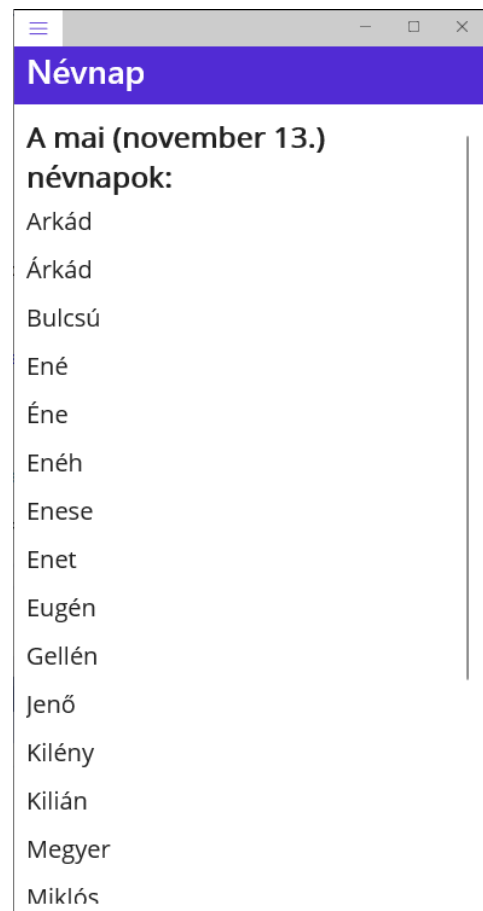 Névnap
A mai (november 13.)
névnapok:
Arkád
Árkád
Bulcsú
Ené
Éne
Enéh
Enese
Enet
Eugén
Gellén
Jenő
Kilény
Kilián
Megyer
Miklós